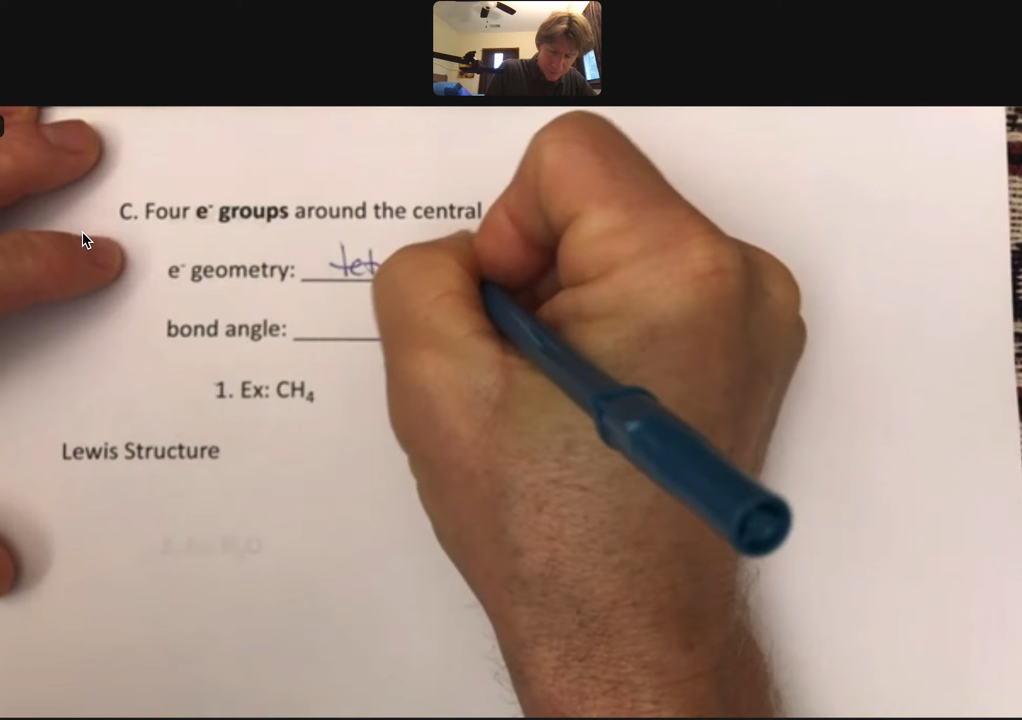 C. Four e⁻ groups around the central
e⁻ geometry: tet
bond angle:
1. Ex: CH₄
Lewis Structure